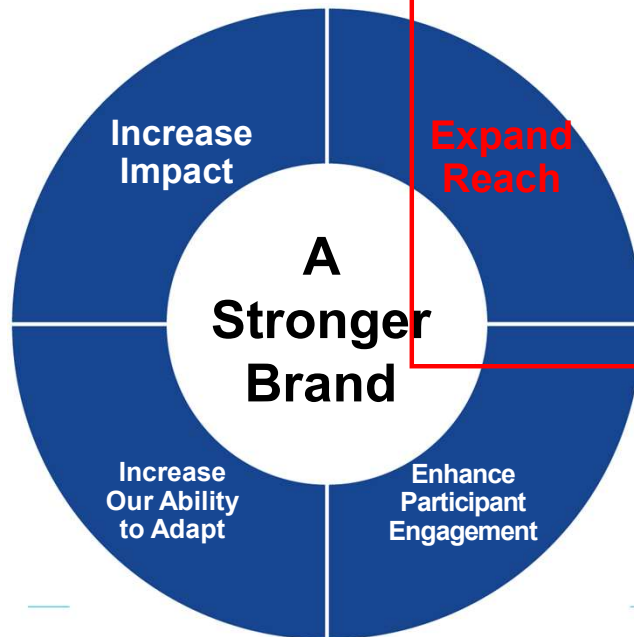 Increase
Impact
Expand
Reach
A
Stronger
Brand
Increase
Our Ability
to Adapt
Enhance
Participant
Engagement